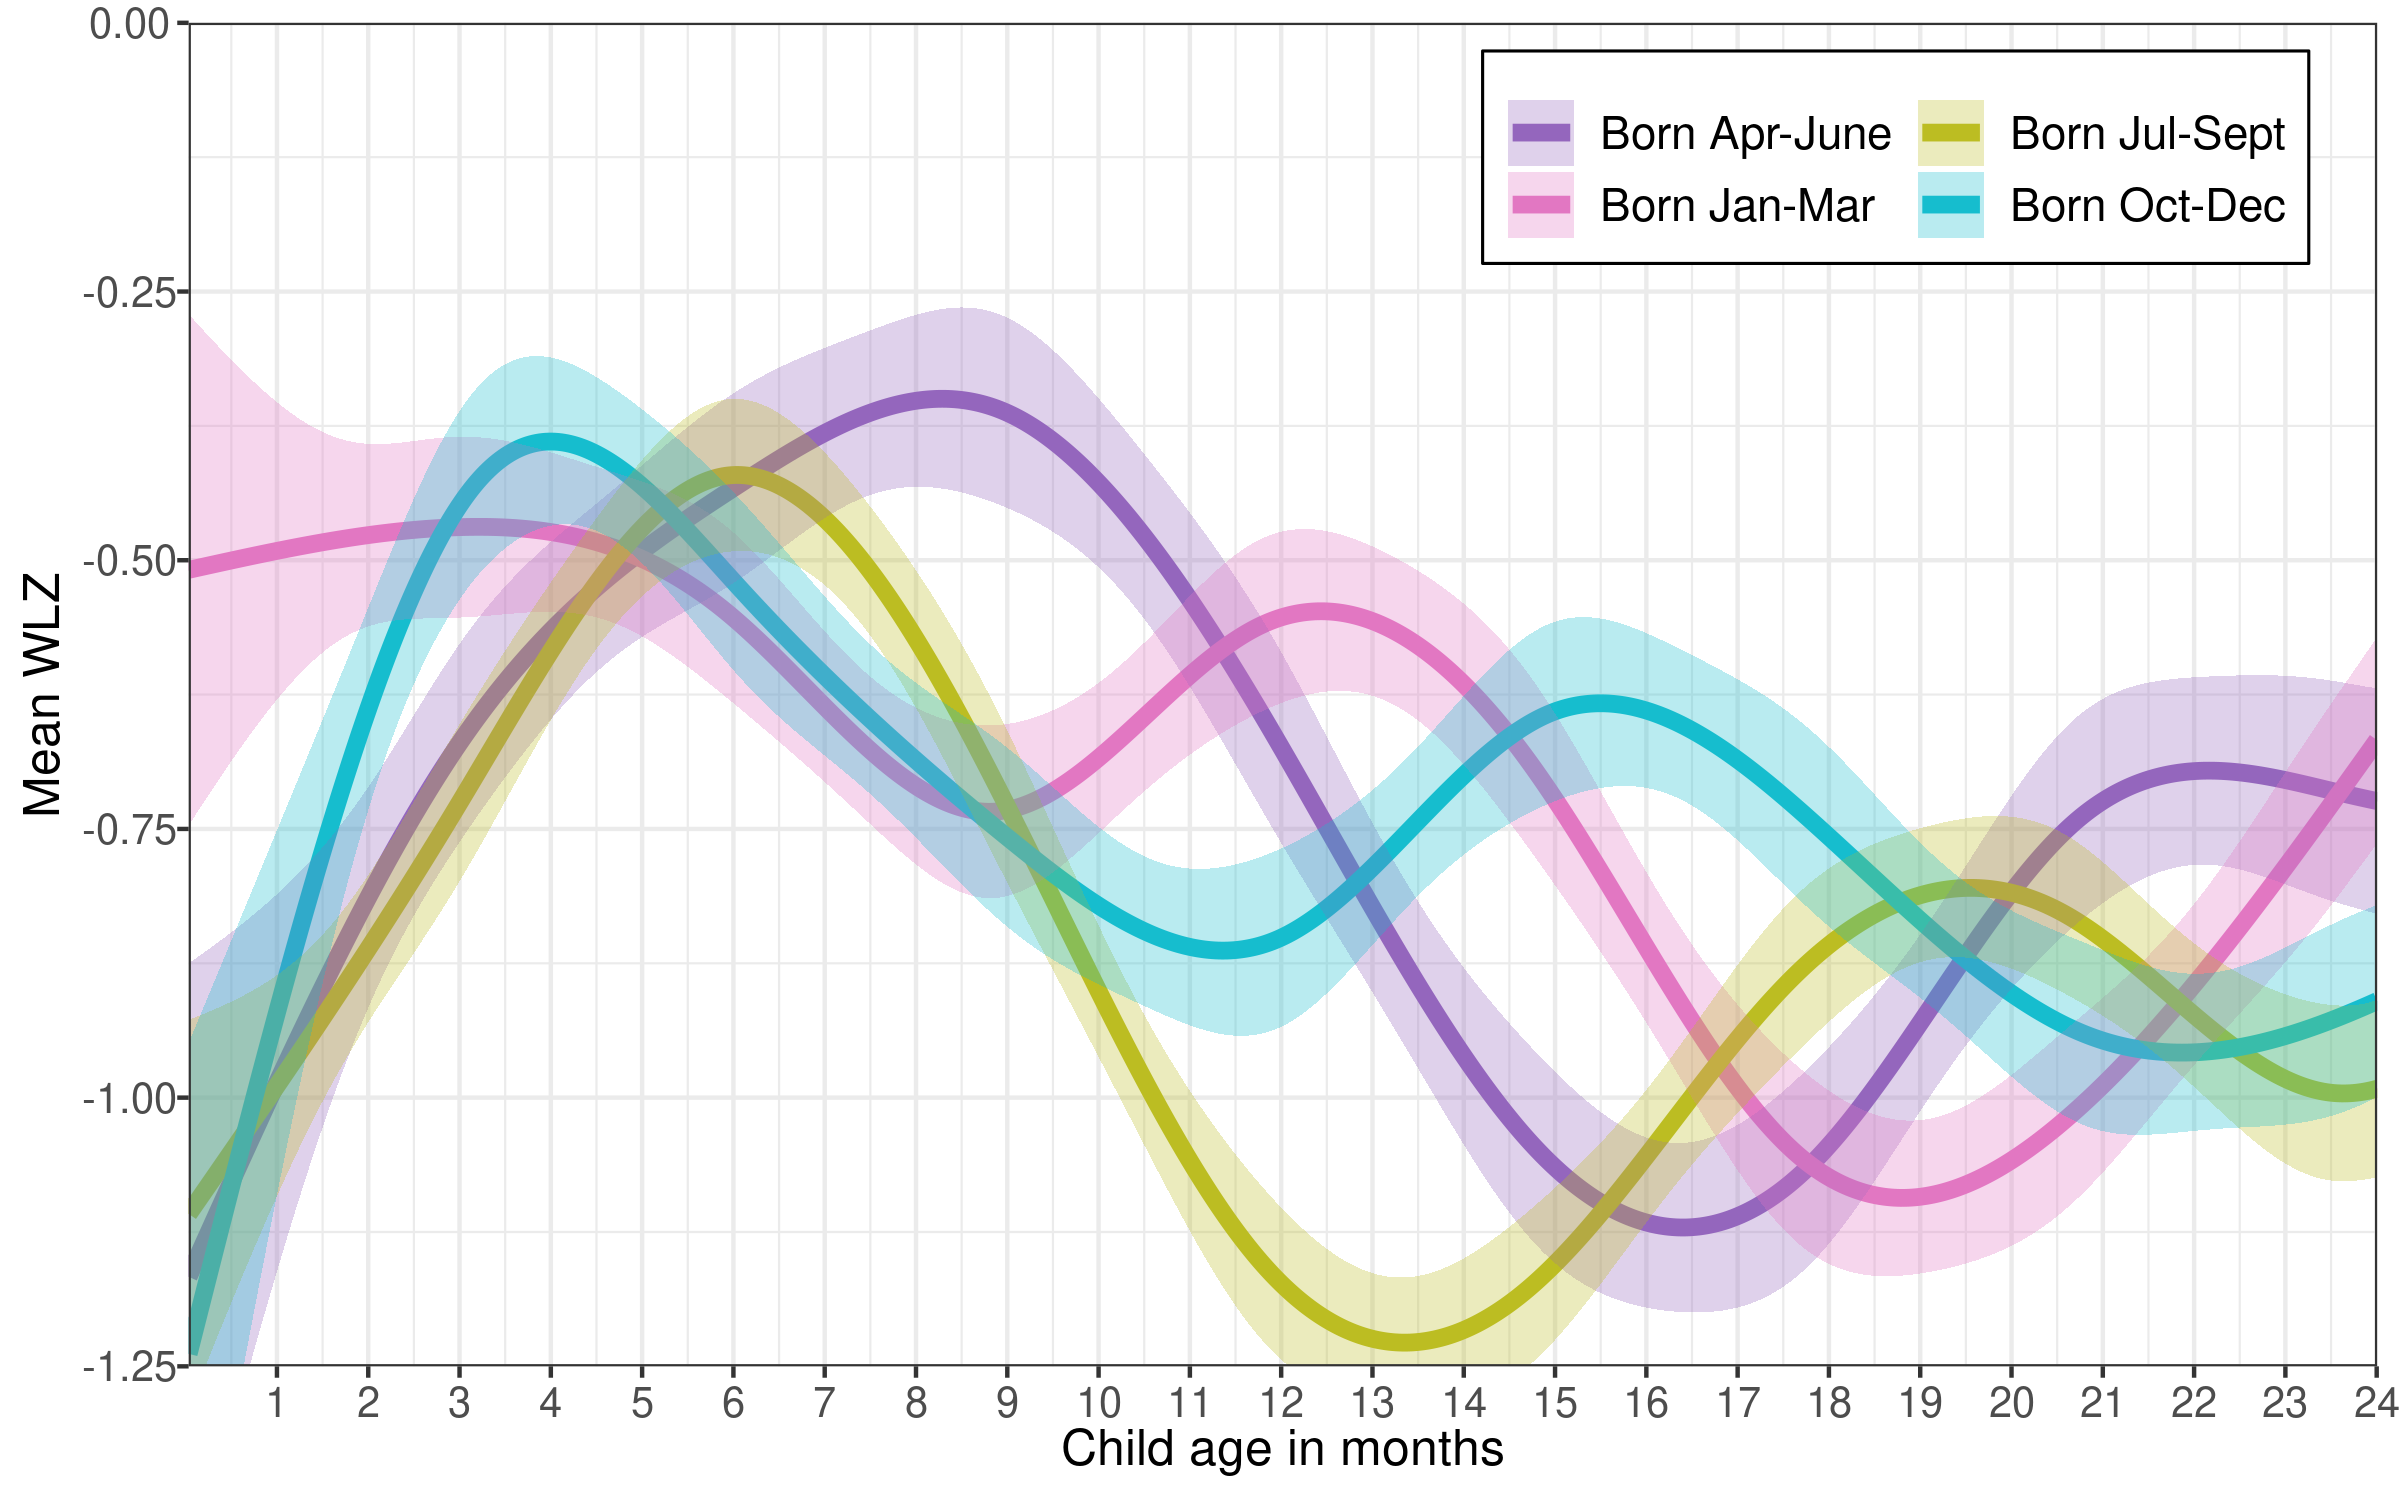 0.00
-0.25
-0.50
-0.75
-1.00
-1.25
Mean WLZ
Born Apr-June Born Jul-Sept
Born Jan-Mar Born Oct-Dec
1 2 3 4 5 6 7 8 9 10 11 12 13 14 15 16 17 18 19 20 21 22 23 24
Child age in months